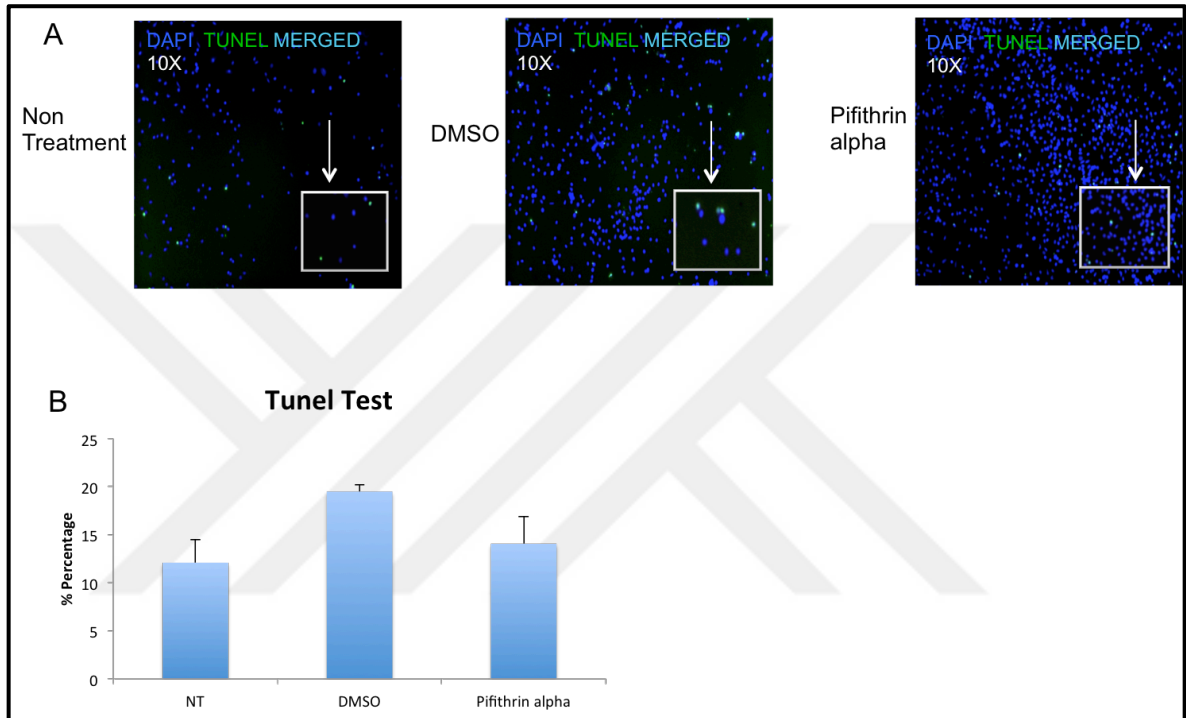 A
DAPI TUNEL MERGED
10X
Non
Treatment
DAPI TUNEL MERGED
10X
DMSO
DAPI TUNEL MERGED
10X
Pifithrin
alpha
B
Tunel Test
25
20
15
10
5
0
% Percentage
NT
DMSO
Pifithrin alpha